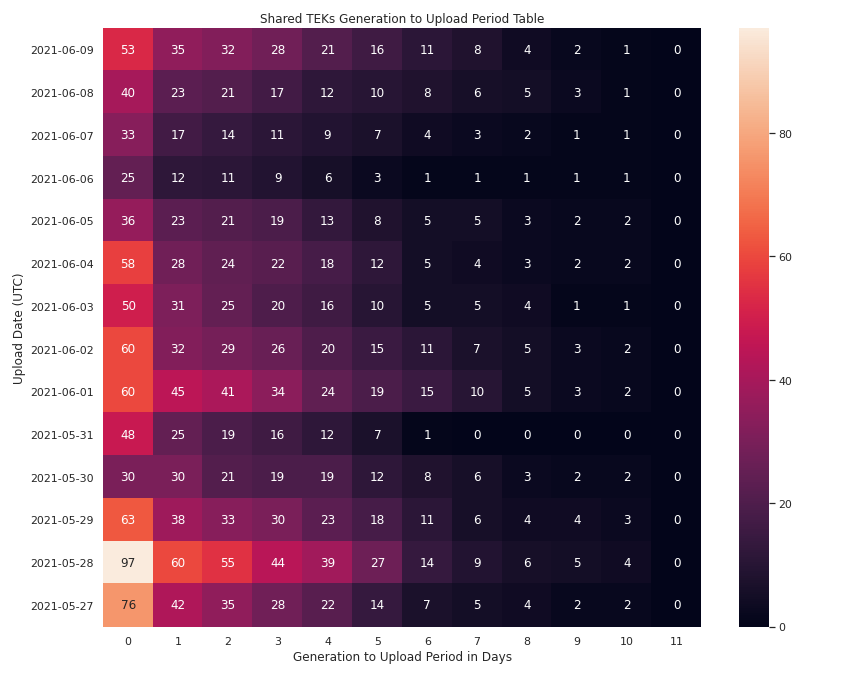 Shared TEKs Generation to Upload Period Table
Upload Date (UTC)
2021-06-09 53 35 32 28 21 16 11 8 4 2 1 0
2021-06-08 40 23 21 17 12 10 8 6 5 3 1 0
2021-06-07 33 17 14 11 9 7 4 3 2 1 1 0
2021-06-06 25 12 11 9 6 3 1 1 1 1 1 0
2021-06-05 36 23 21 19 13 8 5 5 3 2 2 0
2021-06-04 58 28 24 22 18 12 5 4 3 2 2 0
2021-06-03 50 31 25 20 16 10 5 5 4 1 1 0
2021-06-02 60 32 29 26 20 15 11 7 5 3 2 0
2021-06-01 60 45 41 34 24 19 15 10 5 3 2 0
2021-05-31 48 25 19 16 12 7 1 0 0 0 0 0
2021-05-30 30 30 21 19 19 12 8 6 3 2 2 0
2021-05-29 63 38 33 30 23 18 11 6 4 4 3 0
2021-05-28 97 60 55 44 39 27 14 9 6 5 4 0
2021-05-27 76 42 35 28 22 14 7 5 4 2 2 0
0 1 2 3 4 5 6 7 8 9 10 11
Generation to Upload Period in Days
80
60
40
20
0